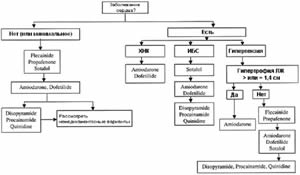 Заболевание
сердца?
Нет (или минимальное)
Есть
Flecainide
Propafenone
Sotalol
ХНК
ИБС
Гипертензия
Amiodarone, Dofetilide
Amiodarone
Dofetilide
Sotalol
Гипертрофия ЛЖ
> или = 1,4 см
Amiodarone
Dofetilide
Да
Нет
Disopyramide
Procainamide
Quinidine
Рассмотреть
немедикаментозные варианты
Disopyramide
Procainamide
Quinidine
Amiodarone
Flecainide
Propafenone
Amiodarone
Dofetilide
Sotalol
Disopyramide, Procainamide, Quinidine